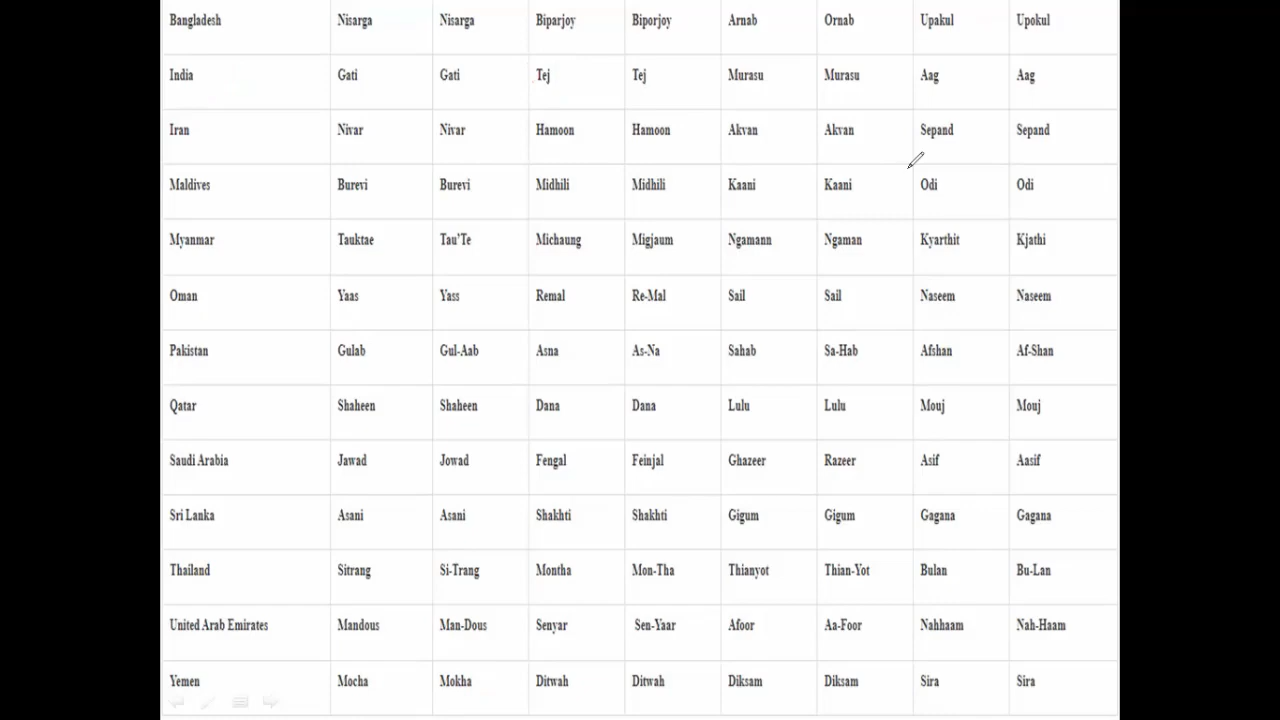 Bangladesh Nisarga Nisarga Biparjoy Biporjoy Arnab Ornab Upakul Upokul
India Gati Gati Tej Tej Murasu Murasu Aag Aag
Iran Nivar Nivar Hamoon Hamoon Akvan Akvan Sepand Sepand
Maldives Burevi Burevi Midhili Midhili Kaani Kaani Odi Odi
Myanmar Tauktae Tau'Te Michaung Migjaum Ngamann Ngaman Kyarthit Kjathi
Oman Yaas Yass Remal Re-Mal Sail Sail Naseem Naseem
Pakistan Gulab Gul-Aab Asna As-Na Sahab Sa-Hab Afshan Af-Shan
Qatar Shaheen Shaheen Dana Dana Lulu Lulu Mouj Mouj
Saudi Arabia Jawad Jowad Fengal Feinjal Ghazeer Razeer Asif Aasif
Sri Lanka Asani Asani Shakhti Shakhti Gigum Gigum Gagana Gagana
Thailand Sitrang Si-Trang Montha Mon-Tha Thianyot Thian-Yot Bulan Bu-Lan
United Arab Emirates Mandous Man-Dous Senyar Sen-Yaar Afoor Aa-Foor Nahhaam Nah-Haam
Yemen Mocha Mokha Ditwah Ditwah Diksam Diksam Sira Sira